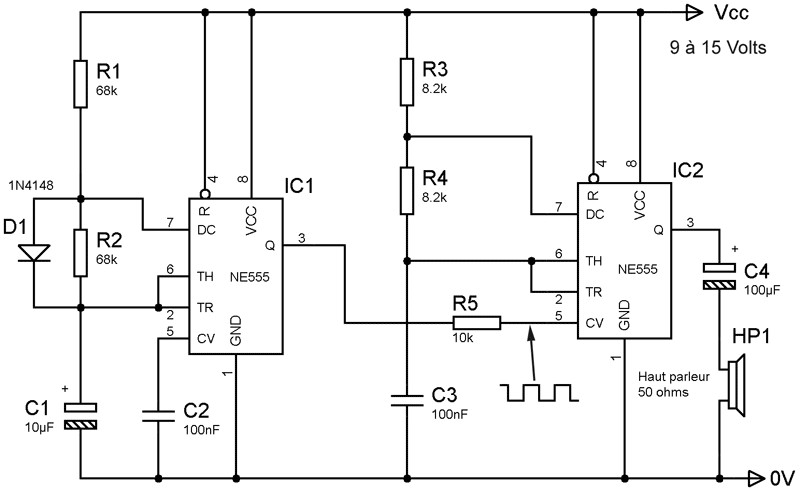 Vcc
9 à 15 Volts
R1
68k
R3
8.2k
4
8
4
8
1N4148
IC1
R4
8.2k
IC2
R
VCC
R
VCC
D1
R2
68k
7
DC
Q
3
7
DC
Q
3
+
6
TH
NE555
6
TH
NE555
C4
100µF
2
TR
2
TR
5
CV
GND
R5
10k
5
CV
GND
HP1
1
1
Haut parleur
50 ohms
+
C1
10µF
C2
100nF
C3
100nF
0V